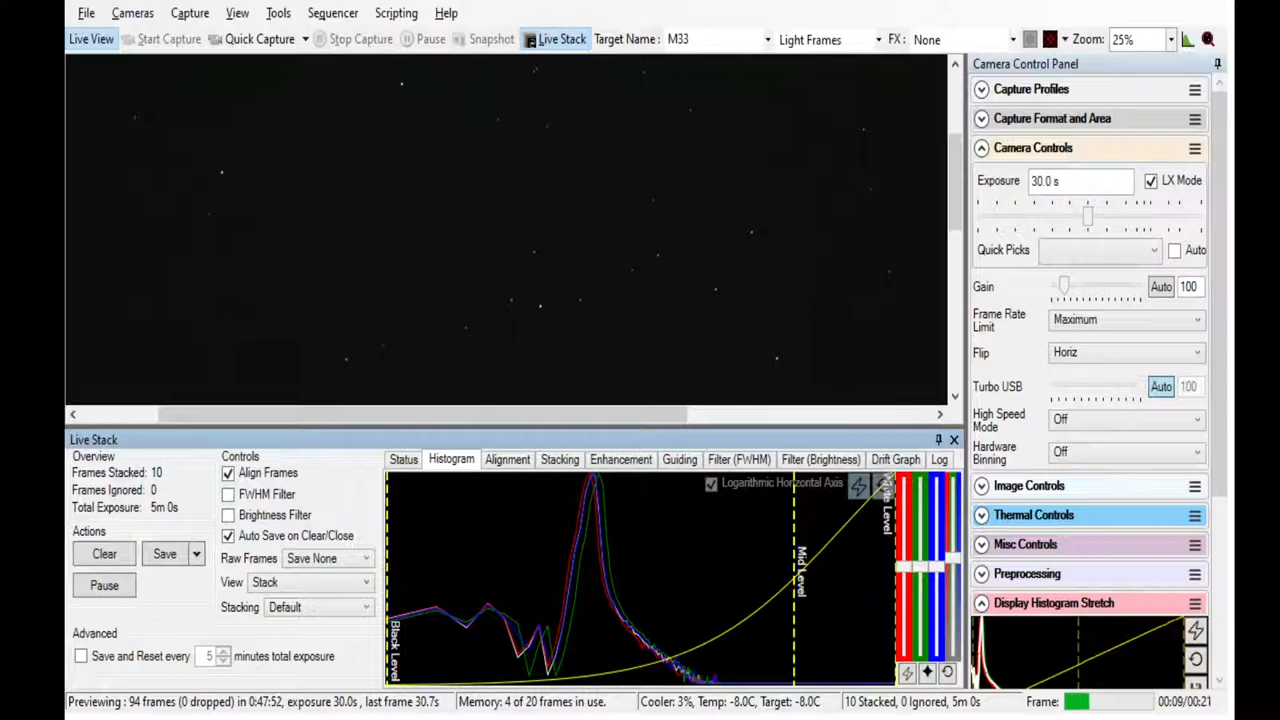 File Cameras Capture View Tools Sequencer Scripting Help
Live View Start Capture Quick Capture Stop Capture Pause Snapshot Live Stack Target Name : M33 Light Frames FX: None Zoom: 25%
Camera Control Panel
Capture Profiles
Capture Format and Area
Camera Controls
Exposure 30.0 s LX Mode
Quick Picks Auto
Gain Auto 100
Frame Rate Limit Maximum
Flip Horiz
Turbo USB Auto 100
High Speed Mode Off
Hardware Binning Off
Image Controls
Thermal Controls
Misc Controls
Preprocessing
Display Histogram Stretch
Live Stack
Overview
Frames Stacked: 10
Frames Ignored: 0
Total Exposure: 5m 0s
Actions
Clear Save
Pause
Controls
Align Frames
FWHM Filter
Brightness Filter
Auto Save on Clear/Close
Raw Frames Save None
View Stack
Stacking Default
Advanced
Save and Reset every 5 minutes total exposure
Status Histogram Alignment Stacking Enhancement Guiding Filter (FWHM) Filter (Brightness) Drift Graph Log
Logarithmic Horizontal Axis
Black Level
Mid Level
White Level
Previewing : 94 frames (0 dropped) in 0:47:52, exposure 30.0s, last frame 30.7s Memory: 4 of 20 frames in use. Cooler: 3%, Temp: -8.0C, Target: -8.0C 10 Stacked, 0 Ignored, 5m 0s Frame: 00:09/00:21